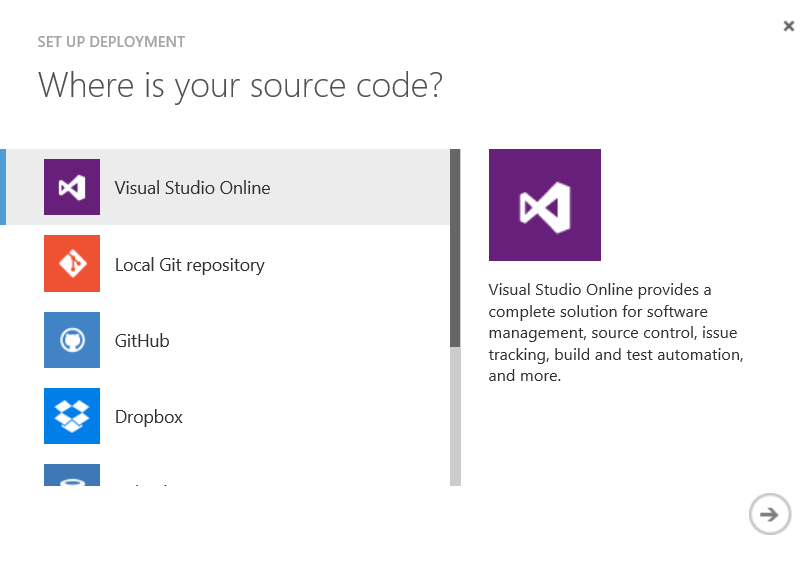 SET UP DEPLOYMENT
Where is your source code?
Visual Studio Online
Local Git repository
GitHub
Dropbox
Visual Studio Online provides a
complete solution for software
management, source control, issue
tracking, build and test automation,
and more.